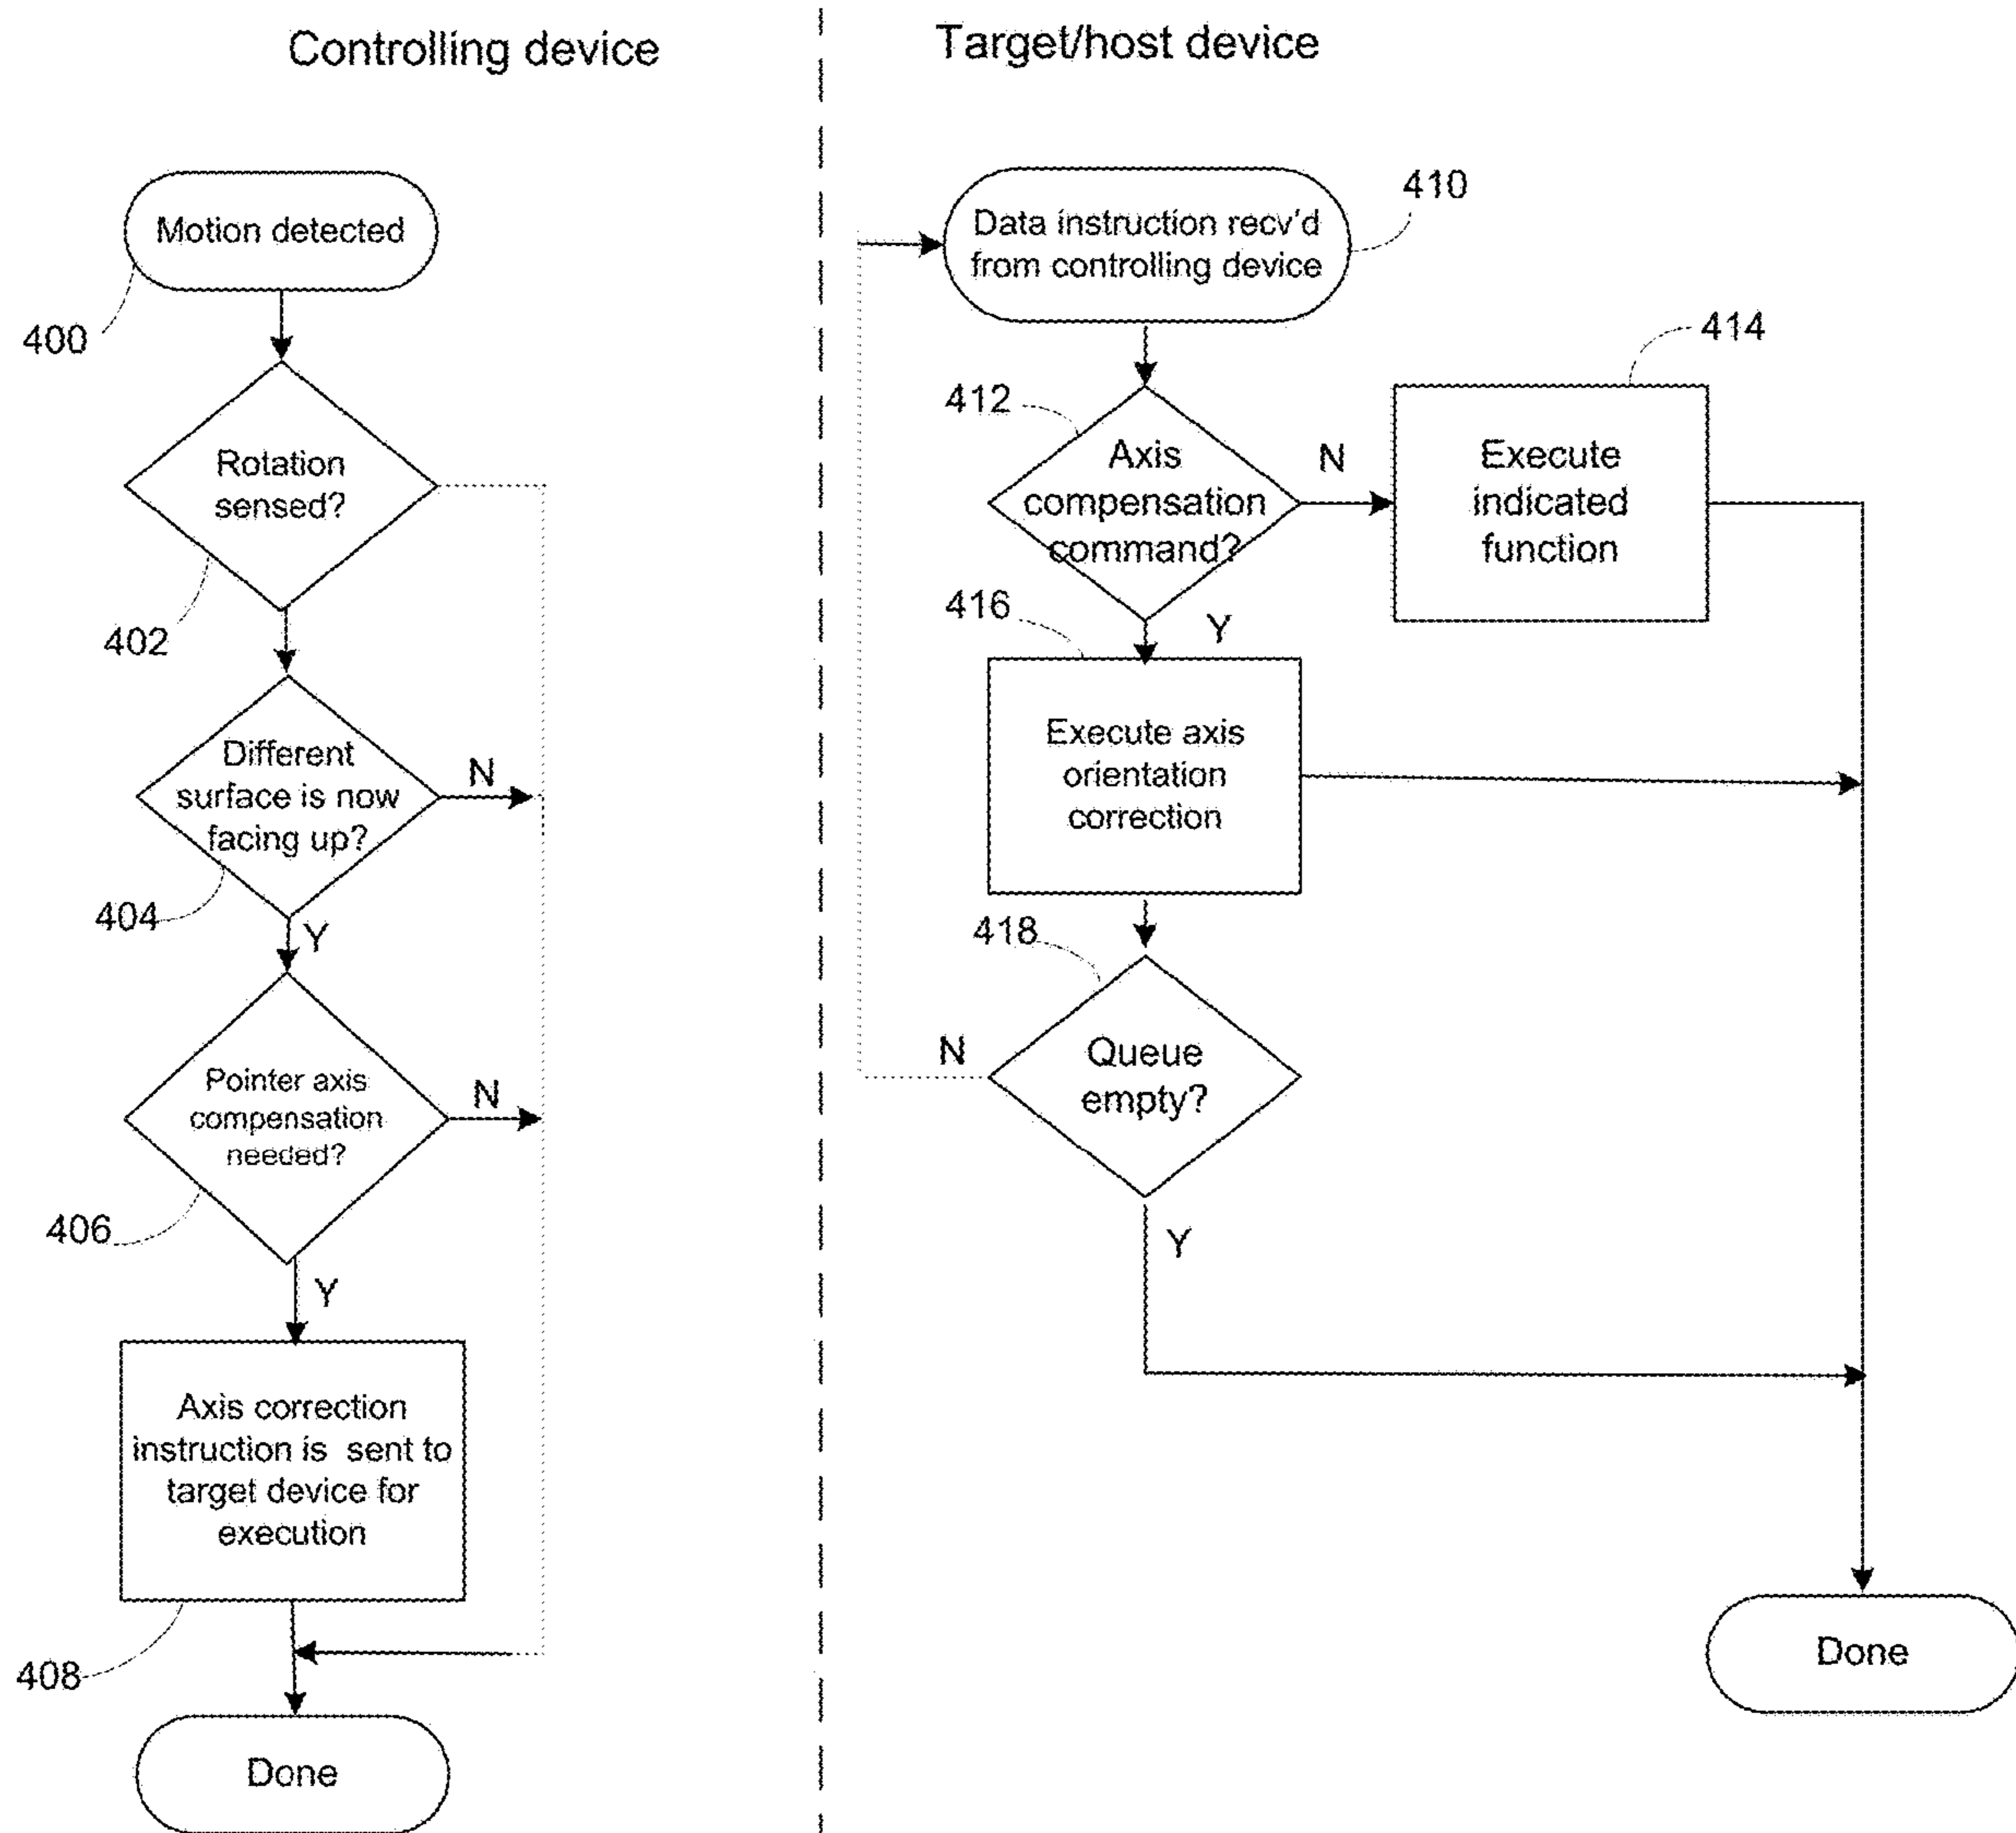 Controlling device
Motion detected
400
Rotation
sensed?
402
Different
surface is now
facing up?
N
404
Y
Pointer axis
compensation
needed?
N
406
Y
Axis correction
instruction is sent to
target device for
execution
408
Done
Target/host device
Data instruction recv'd
from controlling device
410
412
Axis
compensation
command?
N
414
Execute
indicated
function
416
Y
Execute axis
orientation
correction
418
N
Queue
empty?
Y
Done